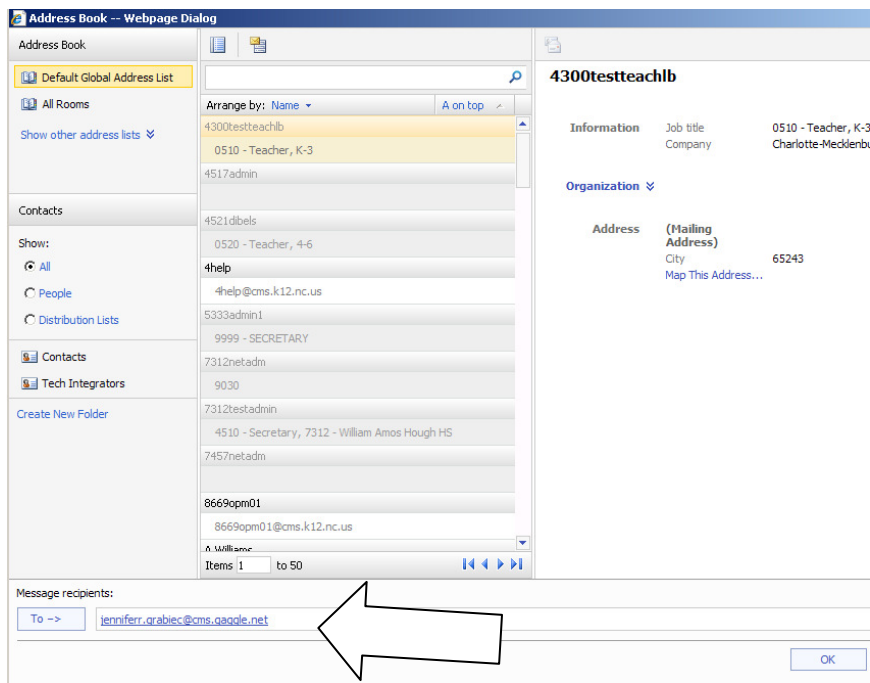 Address Book -- Webpage Dialog
Address Book
Default Global Address List
All Rooms
Show other address lists
Contacts
Show:
All
People
Distribution Lists
Contacts
Tech Integrators
Create New Folder
Arrange by: Name
A on top
4300testteachlb
0510 - Teacher, K-3
4517admin
4521dibels
0520 - Teacher, 4-6
4help
4help@cms.k12.nc.us
5333admin1
9999 - SECRETARY
7312netadm
9030
7312testadmin
4510 - Secretary, 7312 - William Amos Hough HS
7457netadm
8669opm01
8669opm01@cms.k12.nc.us
A Williams
Items 1 to 50
4300testteachlb
Information
Job title
0510 - Teacher, K-3
Company
Charlotte-Mecklenbu
Organization
Address
(Mailing
Address)
City
65243
Map This Address...
Message recipients:
To ->
jenniferr.grabiec@cms.gaggle.net
OK